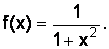 f(x) = 1/(1+x²).